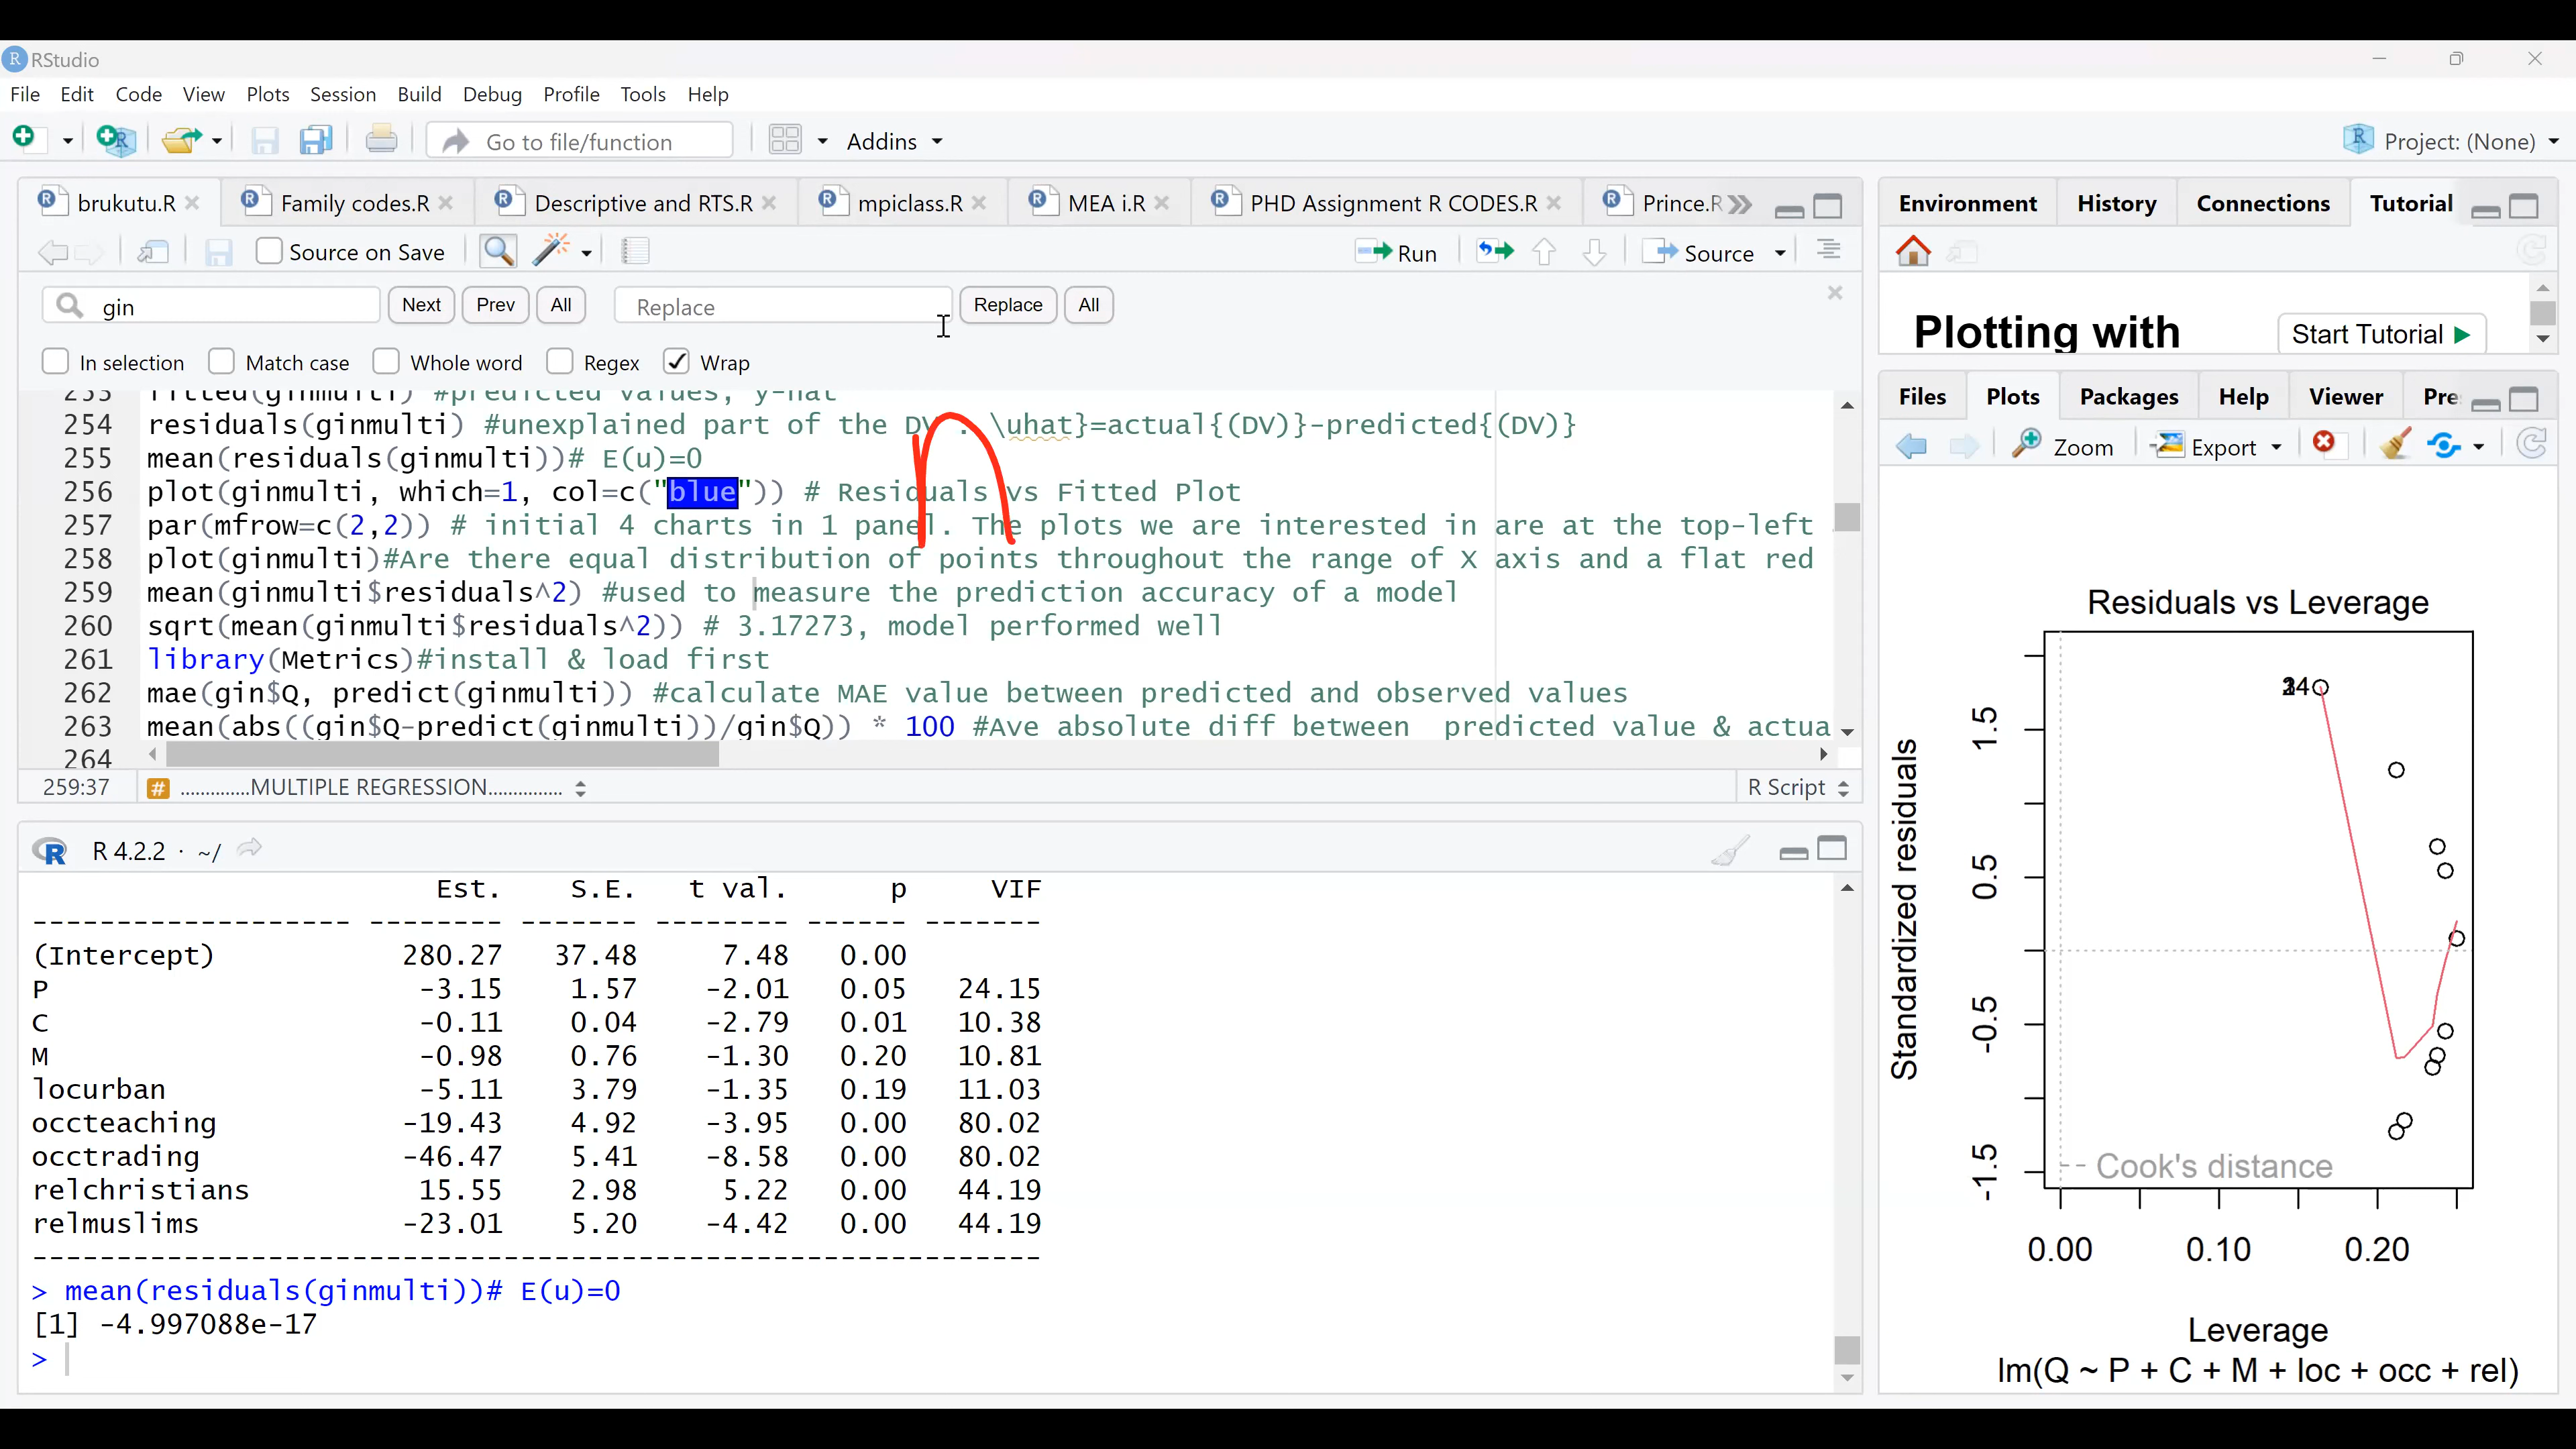 RStudio
File Edit Code View Plots Session Build Debug Profile Tools Help
Go to file/function Addins Project: (None)
brukutu.R Family codes.R Descriptive and RTS.R mpiclass.R MEA i.R PHD Assignment R CODES.R Prince.R
Source on Save Run Source
gin Next Prev All Replace Replace All
In selection Match case Whole word Regex Wrap
253 fitted(ginmulti) #predicted values, y-hat
254 residuals(ginmulti) #unexplained part of the DV . \uhat}=actual{(DV)}-predicted{(DV)}
255 mean(residuals(ginmulti))# E(u)=0
256 plot(ginmulti, which=1, col=c("blue")) # Residuals vs Fitted Plot
257 par(mfrow=c(2,2)) # initial 4 charts in 1 panel. The plots we are interested in are at the top-left
258 plot(ginmulti)#Are there equal distribution of points throughout the range of X axis and a flat red
259 mean(ginmulti$residuals^2) #used to measure the prediction accuracy of a model
260 sqrt(mean(ginmulti$residuals^2)) # 3.17273, model performed well
261 library(Metrics)#install & load first
262 mae(gin$Q, predict(ginmulti)) #calculate MAE value between predicted and observed values
263 mean(abs((gin$Q-predict(ginmulti))/gin$Q)) * 100 #Ave absolute diff between predicted value & actua
264
259:37 # ..............MULTIPLE REGRESSION............... R Script
R 4.2.2 · ~/
Est. S.E. t val. p VIF
------------------- -------- ------- -------- ------ -------
(Intercept) 280.27 37.48 7.48 0.00
P -3.15 1.57 -2.01 0.05 24.15
C -0.11 0.04 -2.79 0.01 10.38
M -0.98 0.76 -1.30 0.20 10.81
locurban -5.11 3.79 -1.35 0.19 11.03
occteaching -19.43 4.92 -3.95 0.00 80.02
occtrading -46.47 5.41 -8.58 0.00 80.02
relchristians 15.55 2.98 5.22 0.00 44.19
relmuslims -23.01 5.20 -4.42 0.00 44.19
------------------------------------------------------------
> mean(residuals(ginmulti))# E(u)=0
[1] -4.997088e-17
>
Environment History Connections Tutorial
Plotting with Start Tutorial
Files Plots Packages Help Viewer Pre
Zoom Export
Residuals vs Leverage
Standardized residuals
1.5
0.5
-0.5
-1.5
Cook's distance
0.00 0.10 0.20
Leverage
lm(Q ~ P + C + M + loc + occ + rel)